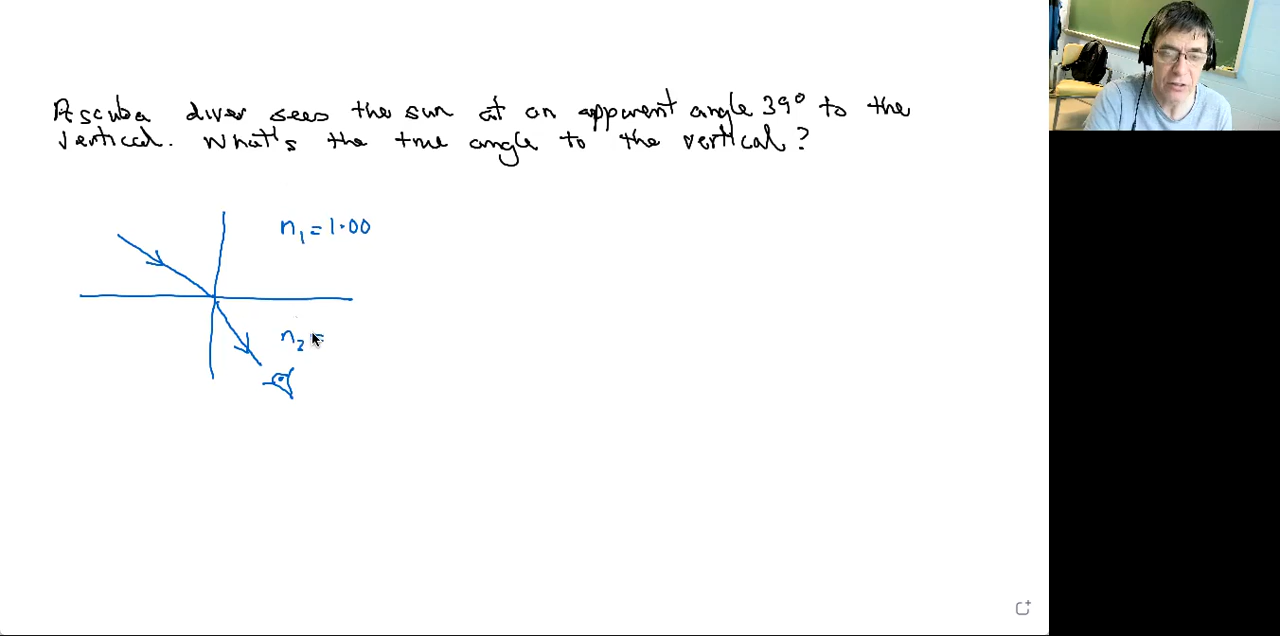 A scuba diver sees the sun at an apparent angle 39° to the
vertical. What's the true angle to the vertical?
n₁ = 1.00
n₂ =